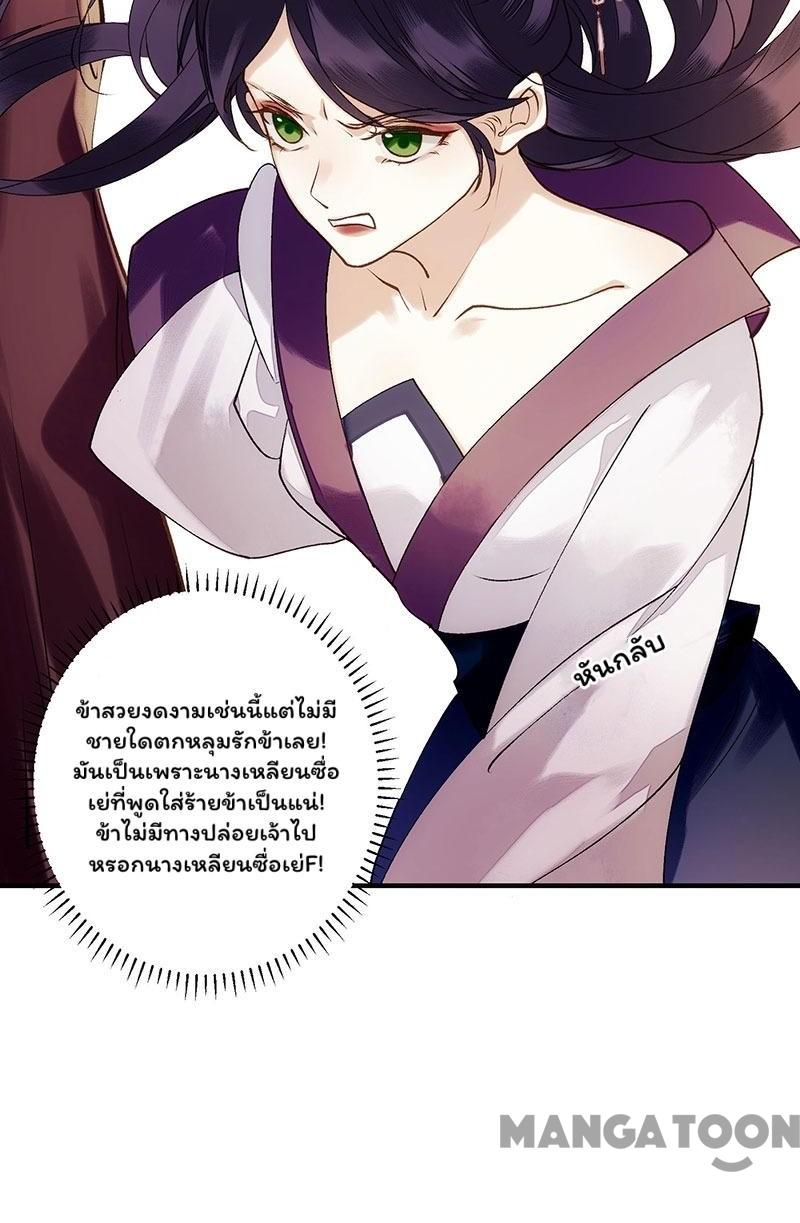 หันกลับ
ข้าสวยงดงามเช่นนี้แต่ไม่มี
ชายใดตกหลุมรักข้าเลย!
มันเป็นเพราะนางเหลียนซื่อ
เย่ที่พูดใส่ร้ายข้าเป็นแน่!
ข้าไม่มีทางปล่อยเจ้าไป
หรอกนางเหลียนซื่อเย่F!
MANGATOON